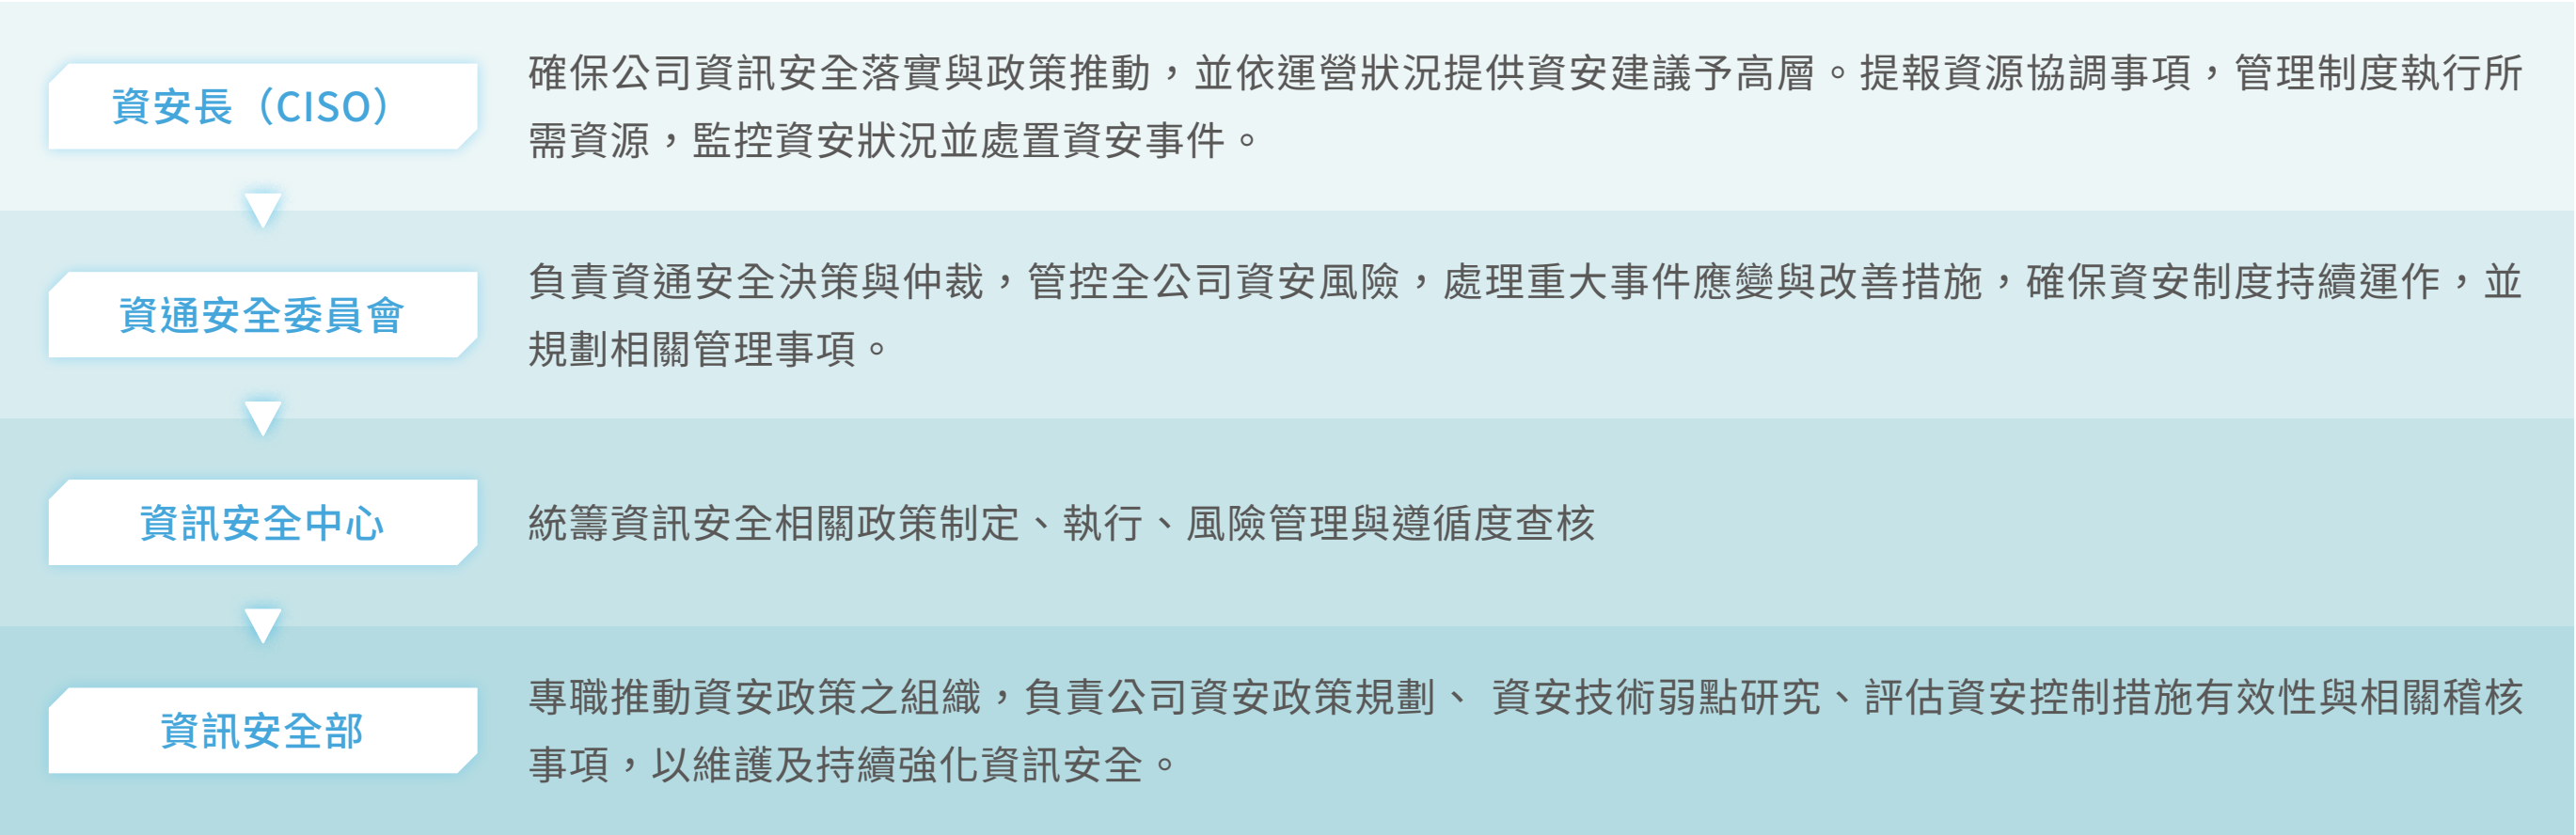 資安長（CISO）
確保公司資訊安全落實與政策推動，並依運營狀況提供資安建議予高層。提報資源協調事項，管理制度執行所
需資源，監控資安狀況並處置資安事件。
資通安全委員會
負責資通安全決策與仲裁，管控全公司資安風險，處理重大事件應變與改善措施，確保資安制度持續運作，並
規劃相關管理事項。
資訊安全中心
統籌資訊安全相關政策制定、執行、風險管理與遵循度查核
資訊安全部
專職推動資安政策之組織，負責公司資安政策規劃、 資安技術弱點研究、評估資安控制措施有效性與相關稽核
事項，以維護及持續強化資訊安全。